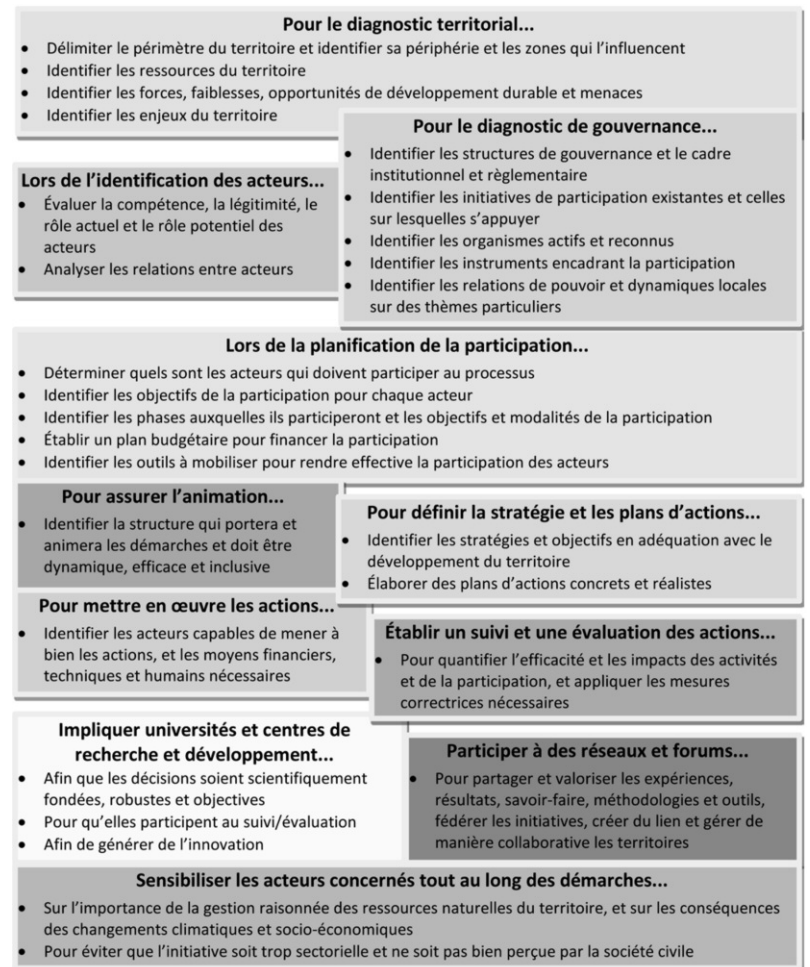 Pour le diagnostic territorial...
• Délimiter le périmètre du territoire et identifier sa périphérie et les zones qui l’influencent
• Identifier les ressources du territoire
• Identifier les forces, faiblesses, opportunités de développement durable et menaces
• Identifier les enjeux du territoire
Pour le diagnostic de gouvernance...
• Identifier les structures de gouvernance et le cadre
institutionnel et règlementaire
• Identifier les initiatives de participation existantes et celles
sur lesquelles s’appuyer
• Identifier les organismes actifs et reconnus
• Identifier les instruments encadrant la participation
• Identifier les relations de pouvoir et dynamiques locales
sur des thèmes particuliers
Lors de l’identification des acteurs...
• Évaluer la compétence, la légitimité, le
rôle actuel et le rôle potentiel des
acteurs
• Analyser les relations entre acteurs
Lors de la planification de la participation...
• Déterminer quels sont les acteurs qui doivent participer au processus
• Identifier les objectifs de la participation pour chaque acteur
• Identifier les phases auxquelles ils participeront et les objectifs et modalités de la participation
• Établir un plan budgétaire pour financer la participation
• Identifier les outils à mobiliser pour rendre effective la participation des acteurs
Pour assurer l’animation...
• Identifier la structure qui portera et
animera les démarches et doit être
dynamique, efficace et inclusive
Pour définir la stratégie et les plans d’actions...
• Identifier les stratégies et objectifs en adéquation avec le
développement du territoire
• Élaborer des plans d’actions concrets et réalistes
Pour mettre en œuvre les actions...
• Identifier les acteurs capables de mener à
bien les actions, et les moyens financiers,
techniques et humains nécessaires
Établir un suivi et une évaluation des actions...
• Pour quantifier l’efficacité et les impacts des activités
et de la participation, et appliquer les mesures
correctrices nécessaires
Impliquer universités et centres de
recherche et développement...
• Afin que les décisions soient scientifiquement
fondées, robustes et objectives
• Pour qu’elles participent au suivi/évaluation
• Afin de générer de l’innovation
Participer à des réseaux et forums...
• Pour partager et valoriser les expériences,
résultats, savoir-faire, méthodologies et outils,
fédérer les initiatives, créer du lien et gérer de
manière collaborative les territoires
Sensibiliser les acteurs concernés tout au long des démarches...
• Sur l’importance de la gestion raisonnée des ressources naturelles du territoire, et sur les conséquences
des changements climatiques et socio-économiques
• Pour éviter que l’initiative soit trop sectorielle et ne soit pas bien perçue par la société civile